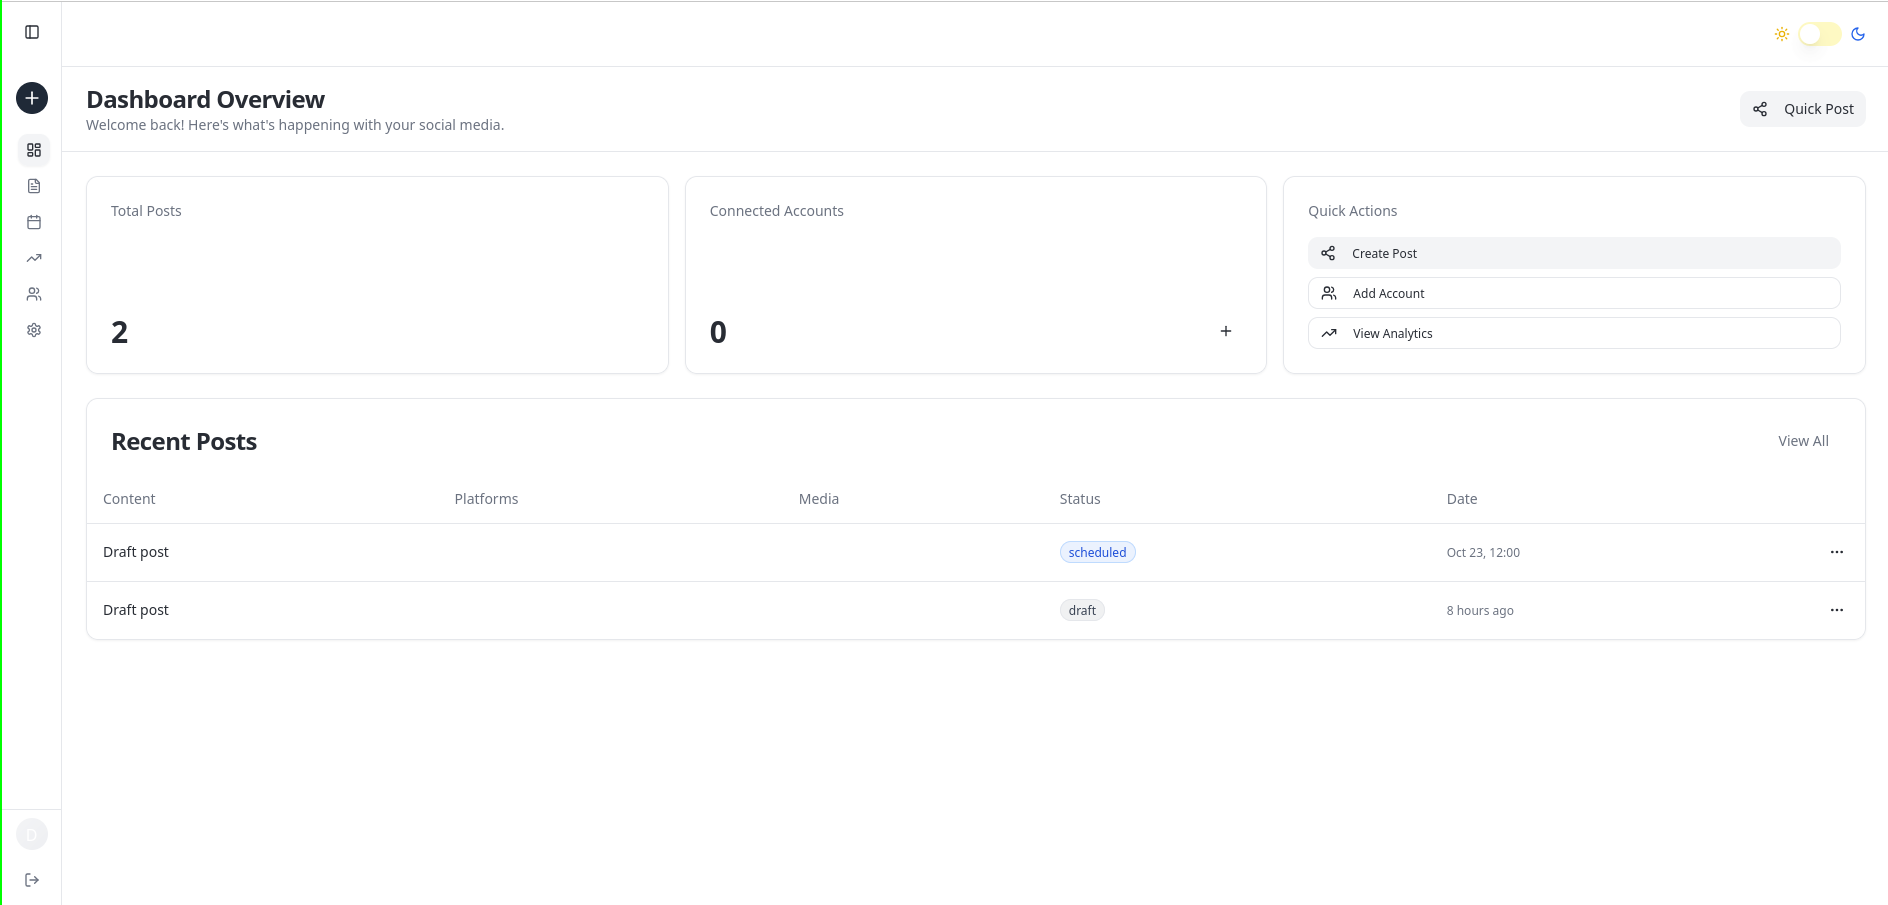 Dashboard Overview
Welcome back! Here's what's happening with your social media.
Quick Post
Total Posts
2
Connected Accounts
0
Quick Actions
Create Post
Add Account
View Analytics
Recent Posts
View All
Content Platforms Media Status Date
Draft post scheduled Oct 23, 12:00
Draft post draft 8 hours ago
D